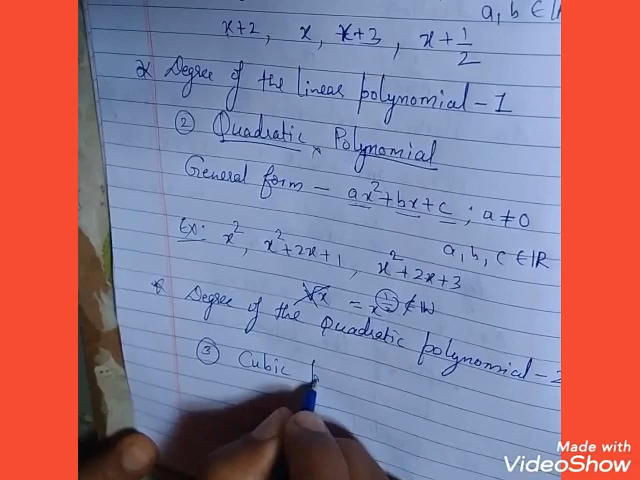 a, b ∈ IR
x+2, x, x+3, x+1/2
* Degree of the linear polynomial - 1
② Quadratic Polynomial
General form - ax²+bx+c ; a≠0
a, b, c ∈ IR
Ex: x², x²+2x+1, x²+2x+3
√x = x^(1/2) ∉ W
* Degree of the Quadratic polynomial - 2
③ Cubic p
Made with
VideoShow